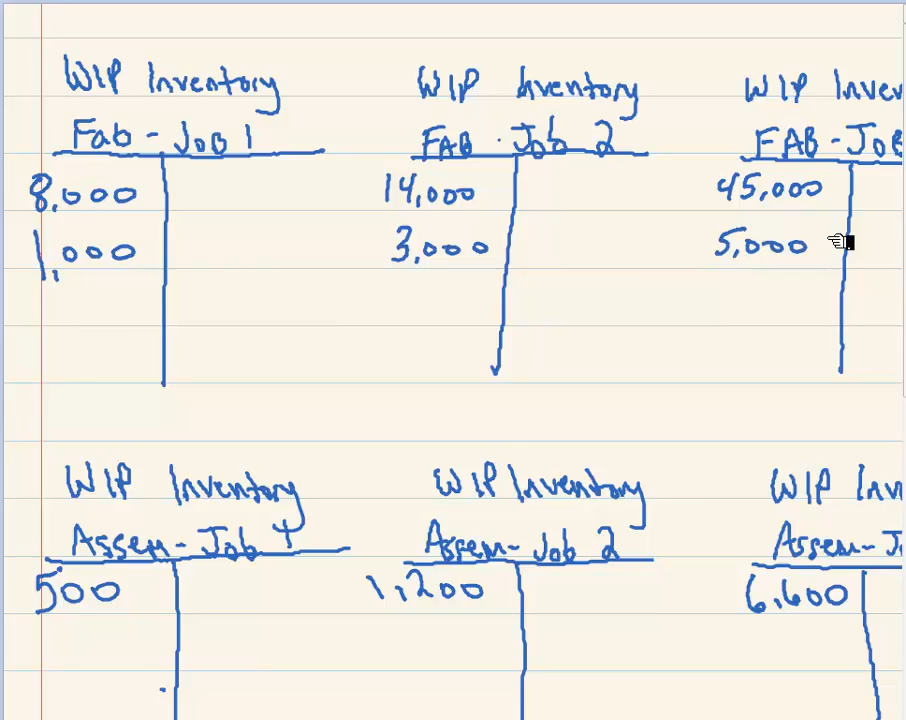 WIP Inventory
Fab - Job 1
8,000
1,000
WIP Inventory
FAB - Job 2
14,000
3,000
WIP Inven
FAB - JOB
45,000
5,000
WIP Inventory
Assem - Job 1
500
WIP Inventory
Assem - Job 2
1,200
WIP Inv
Assem - J
6,600